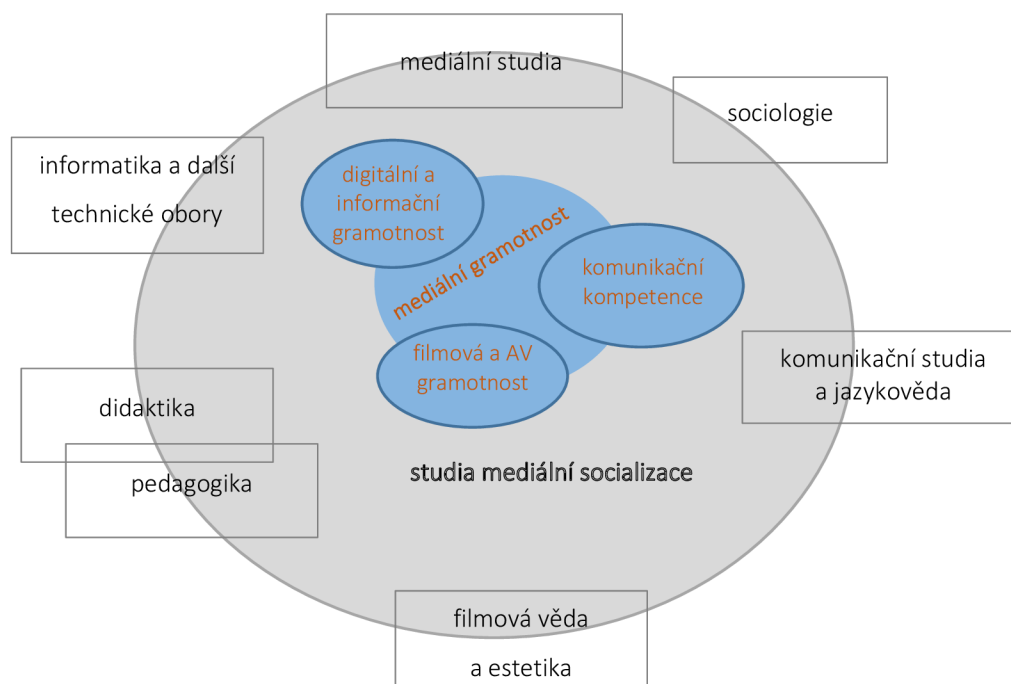 mediální studia
sociologie
informatika a další
technické obory
digitální a
informační
gramotnost
mediální gramotnost
komunikační
kompetence
filmová a AV
gramotnost
komunikační studia
a jazykověda
didaktika
pedagogika
studia mediální socializace
filmová věda
a estetika